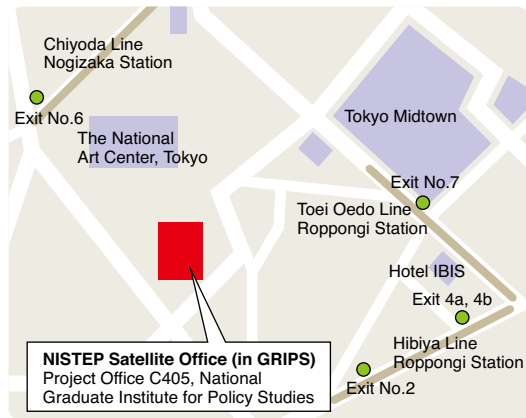 Chiyoda Line
Nogizaka Station
Exit No.6
The National
Art Center, Tokyo
Tokyo Midtown
Exit No.7
Toei Oedo Line
Roppongi Station
Hotel IBIS
Exit 4a, 4b
Hibiya Line
Roppongi Station
Exit No.2
NISTEP Satellite Office (in GRIPS)
Project Office C405, National
Graduate Institute for Policy Studies